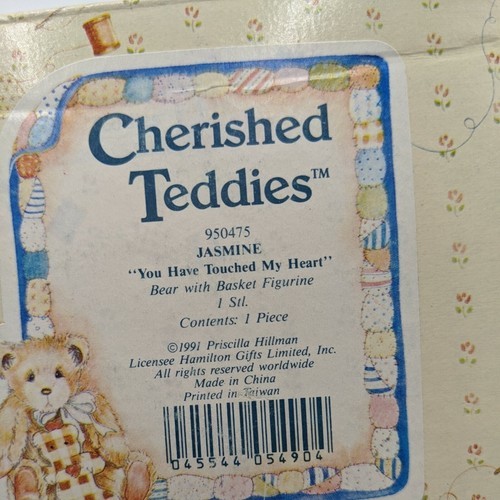 Cherished
Teddies™
950475
JASMINE
"You Have Touched My Heart"
Bear with Basket Figurine
1 Stl.
Contents: 1 Piece
©1991 Priscilla Hillman
Licensee Hamilton Gifts Limited, Inc.
All rights reserved worldwide
Made in China
Printed in Taiwan
045544 054904